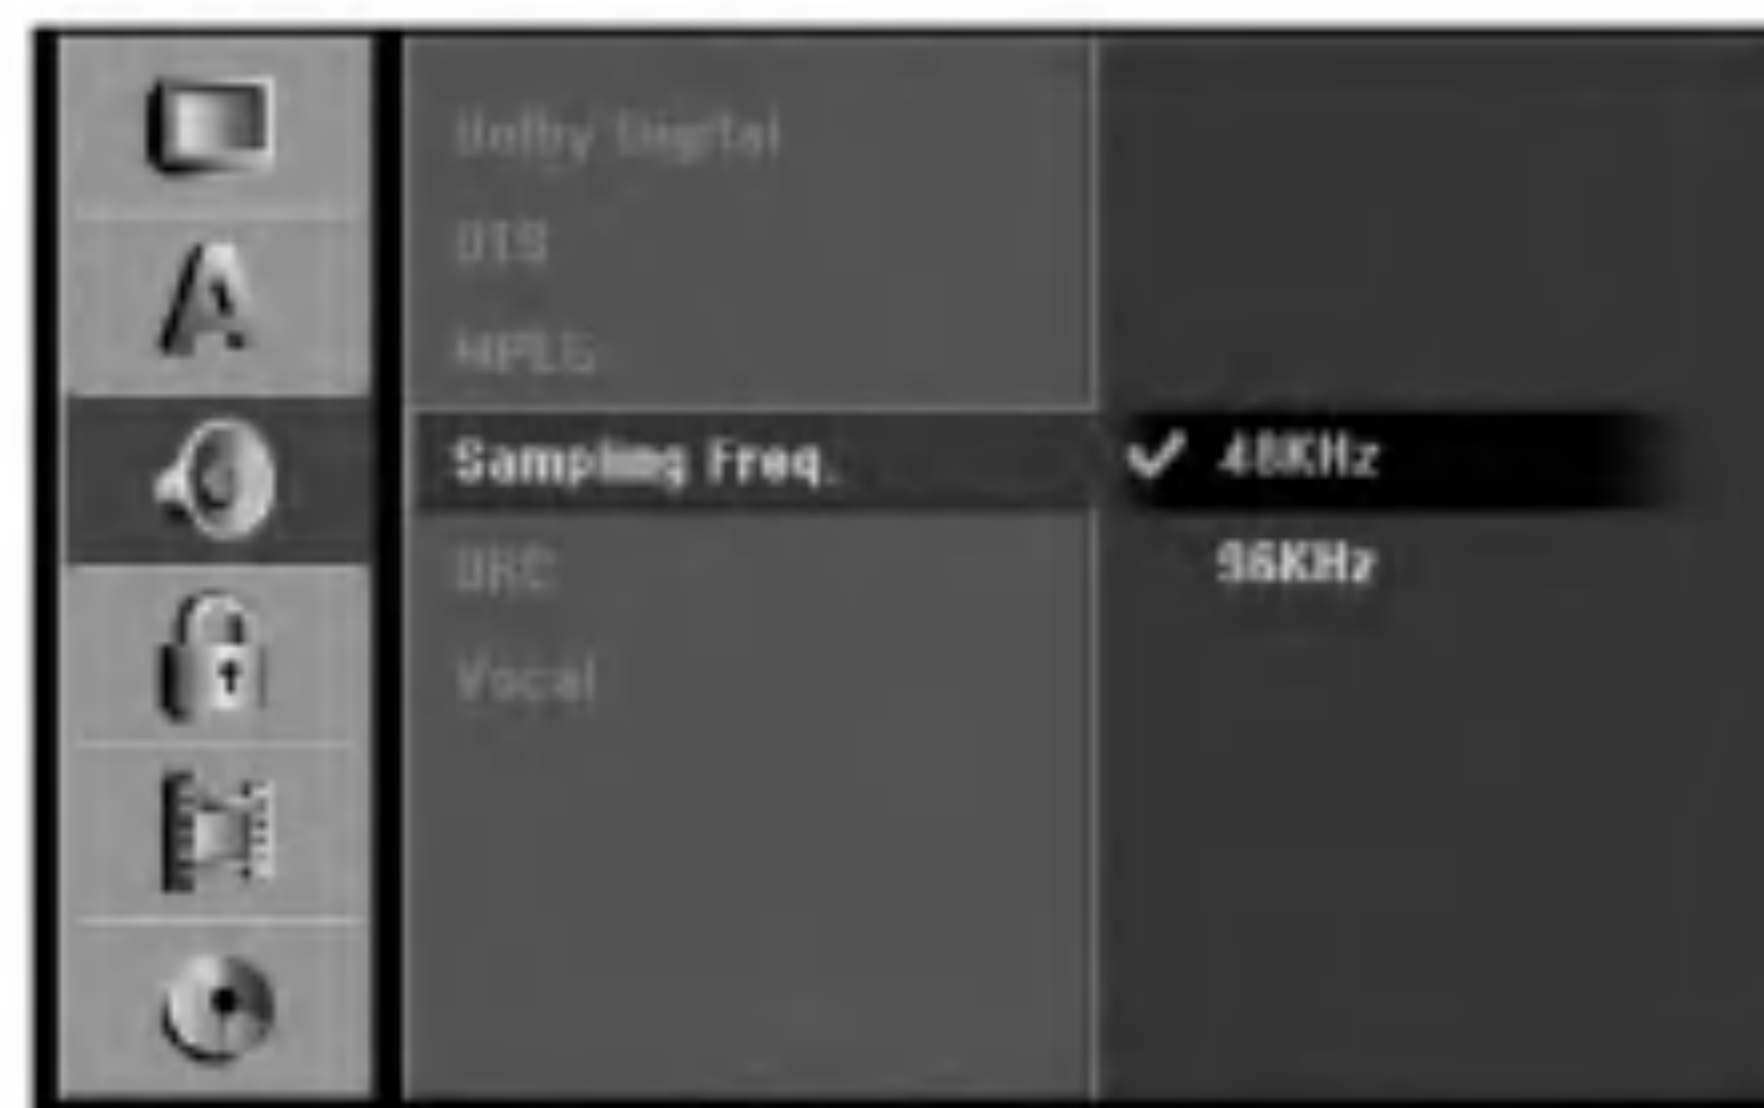 Dolby Digital
DTS
MPEG
Sampling Freq.
48KHz
96KHz
DRC
Vocal